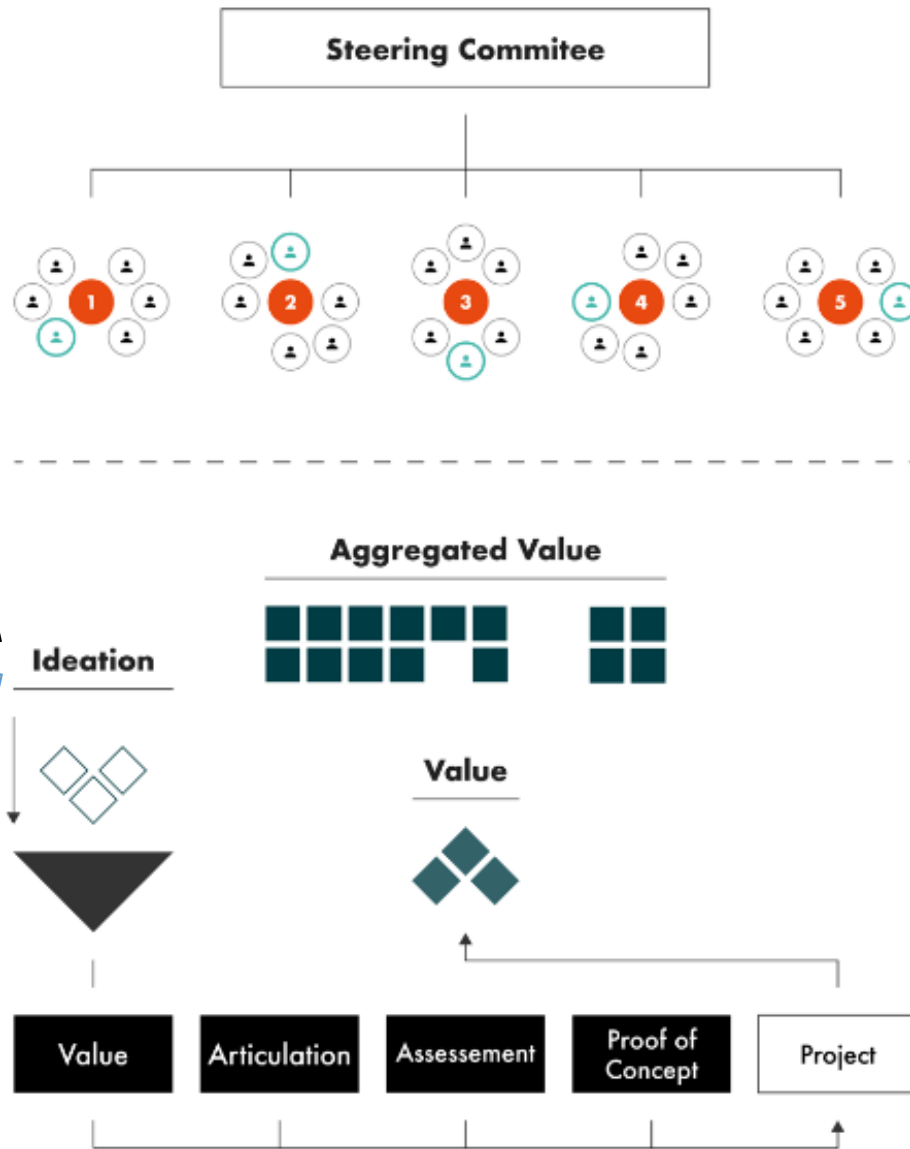 Steering Commitee
1
2
3
4
5
Aggregated Value
Ideation
Value
Value
Articulation
Assessement
Proof of
Concept
Project